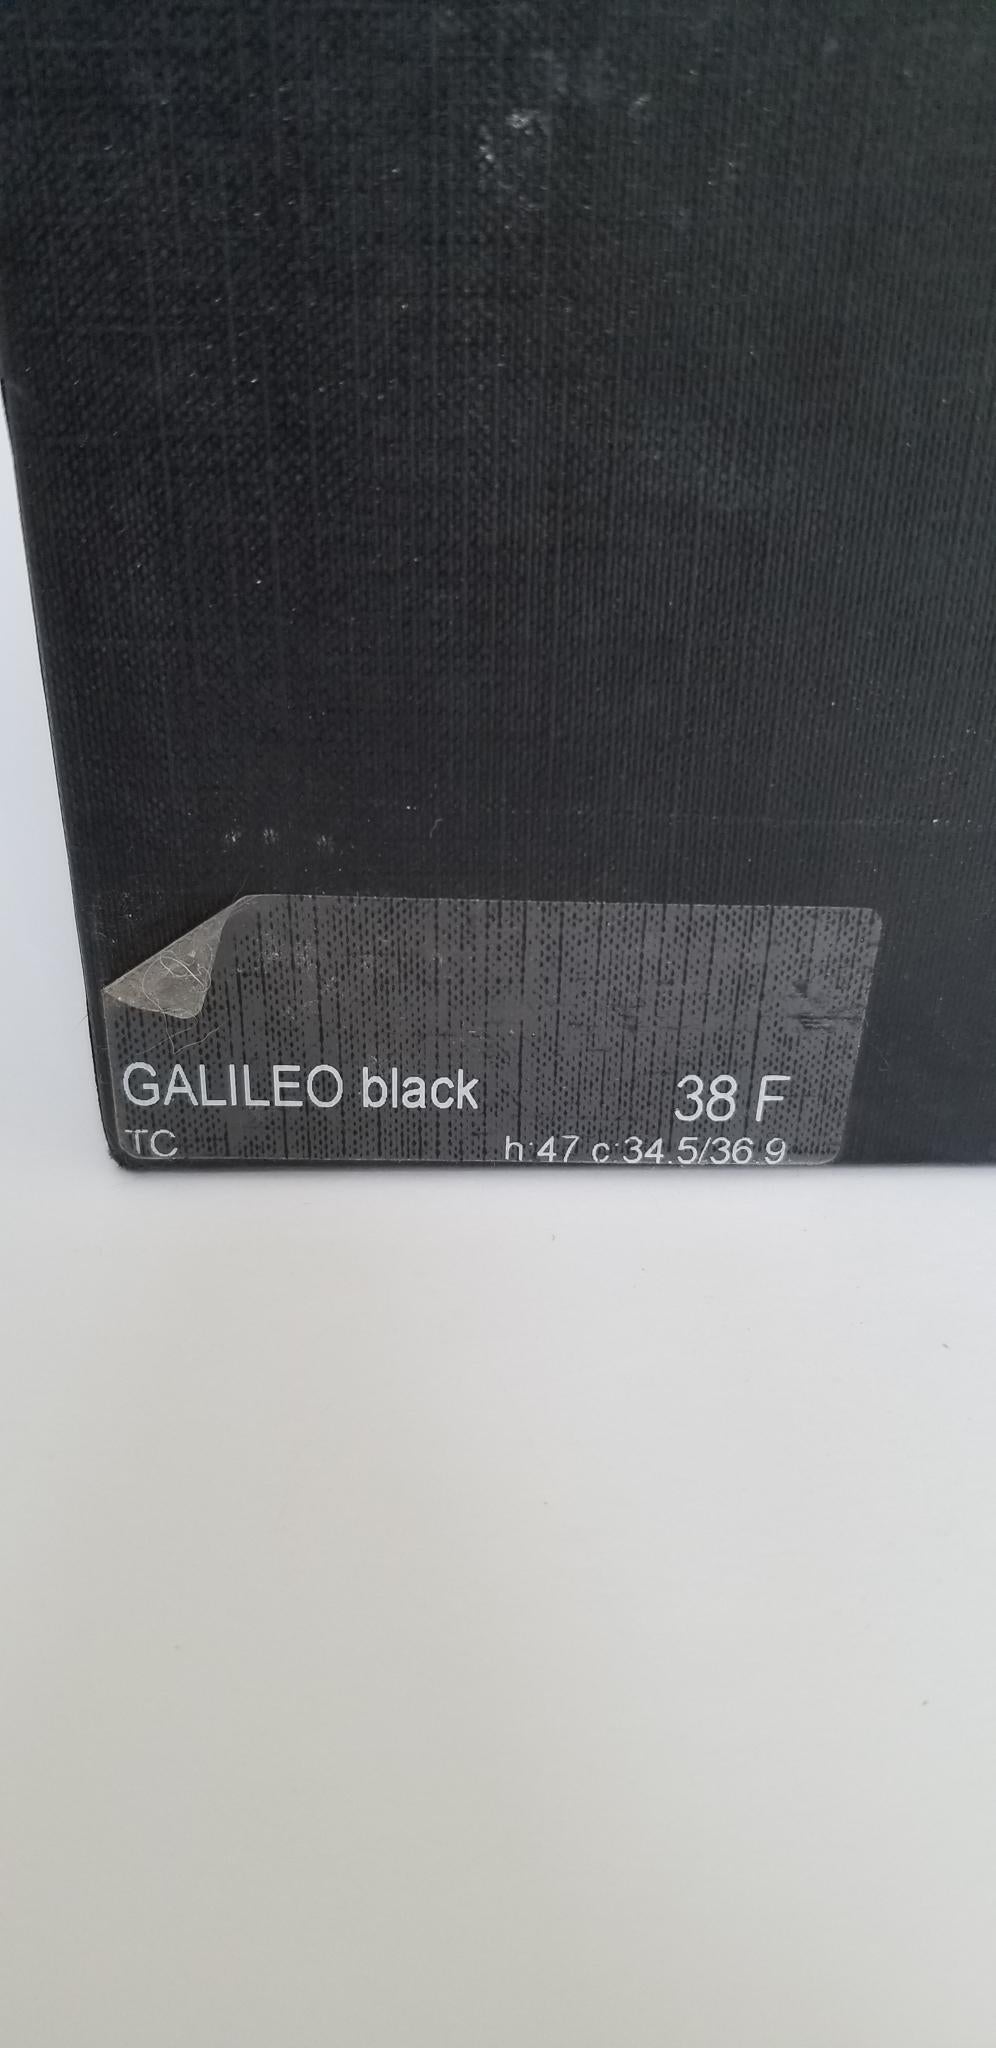 GALILEO black 38 F
TC h:47 c:34.5/36.9